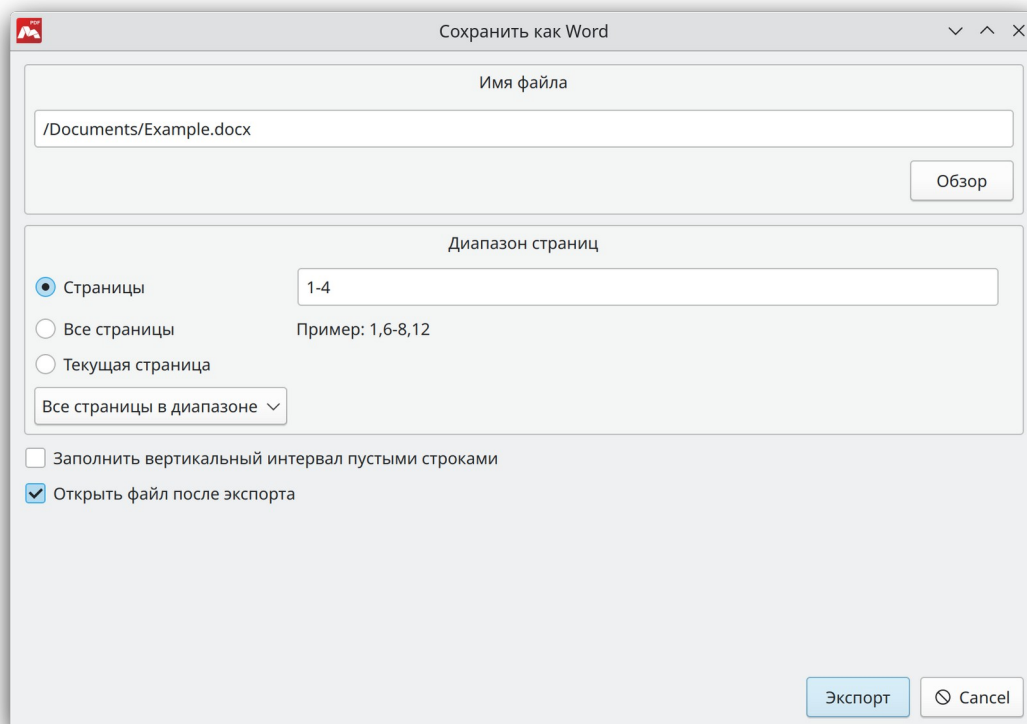 PDF
Сохранить как Word
Имя файла
/Documents/Example.docx
Обзор
Диапазон страниц
Страницы
1-4
Все страницы
Пример: 1,6-8,12
Текущая страница
Все страницы в диапазоне
Заполнить вертикальный интервал пустыми строками
Открыть файл после экспорта
Экспорт
Cancel